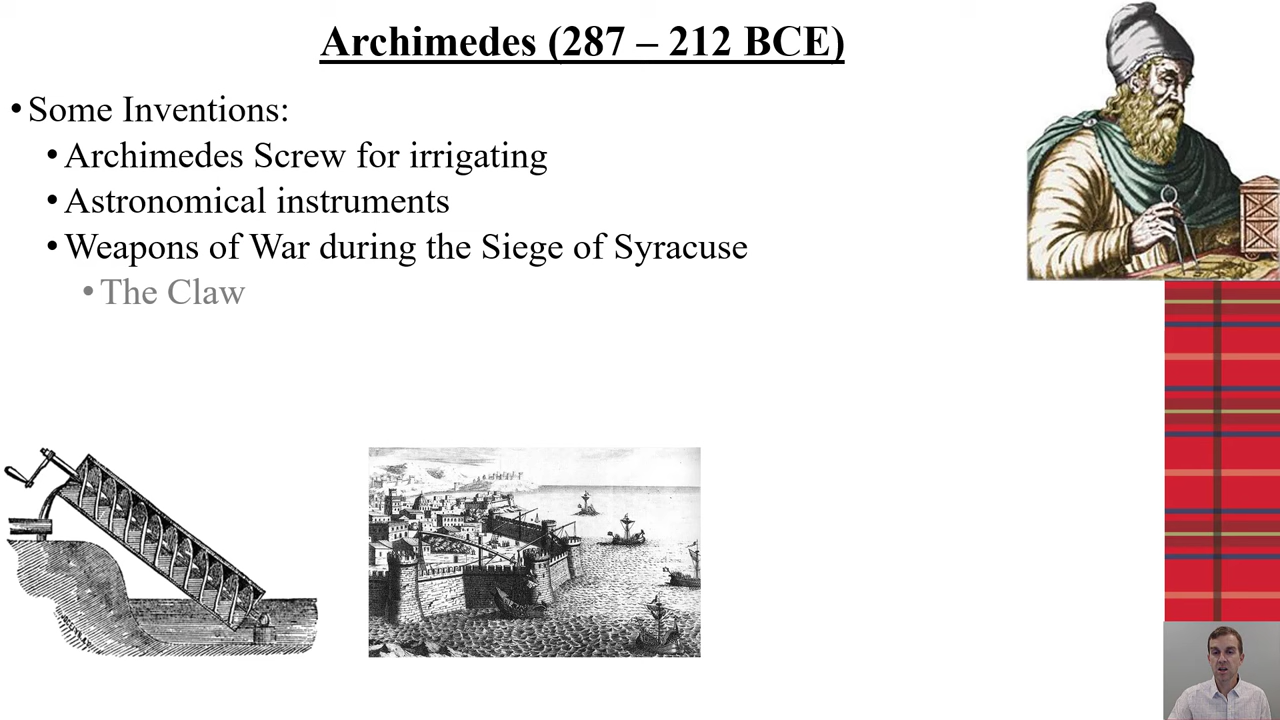 Archimedes (287 – 212 BCE)
• Some Inventions:
• Archimedes Screw for irrigating
• Astronomical instruments
• Weapons of War during the Siege of Syracuse
• The Claw